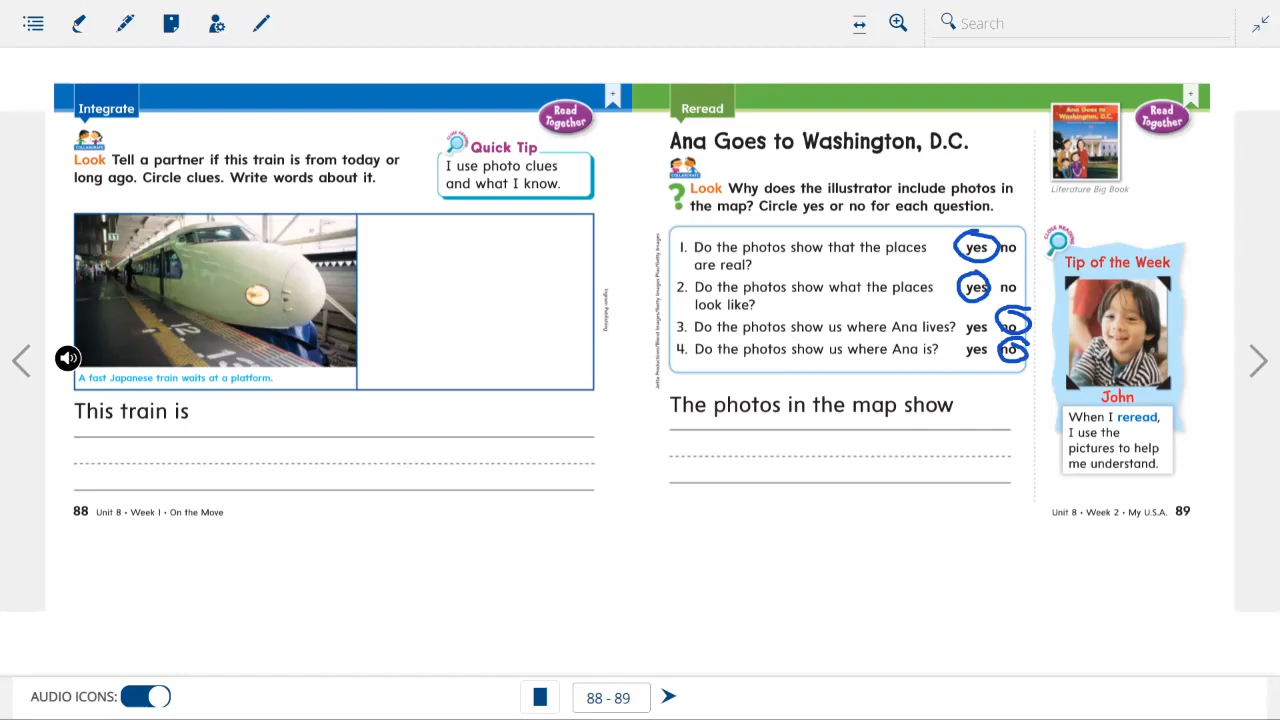 Search
Integrate
Read
Together
Look Tell a partner if this train is from today or
long ago. Circle clues. Write words about it.
Quick Tip
I use photo clues
and what I know.
A fast Japanese train waits at a platform.
This train is
88 Unit 8 • Week 1 • On the Move
Reread
Read
Together
Ana Goes to Washington, D.C.
COLLABORATE
? Look Why does the illustrator include photos in
the map? Circle yes or no for each question.
1. Do the photos show that the places yes no
are real?
2. Do the photos show what the places yes no
look like?
3. Do the photos show us where Ana lives? yes no
4. Do the photos show us where Ana is? yes no
The photos in the map show
Ana Goes to
Washington, D.C.
Literature Big Book
CLOSE READING
Tip of the Week
John
When I reread,
I use the
pictures to help
me understand.
Unit 8 • Week 2 • My U.S.A. 89
AUDIO ICONS:
88 - 89